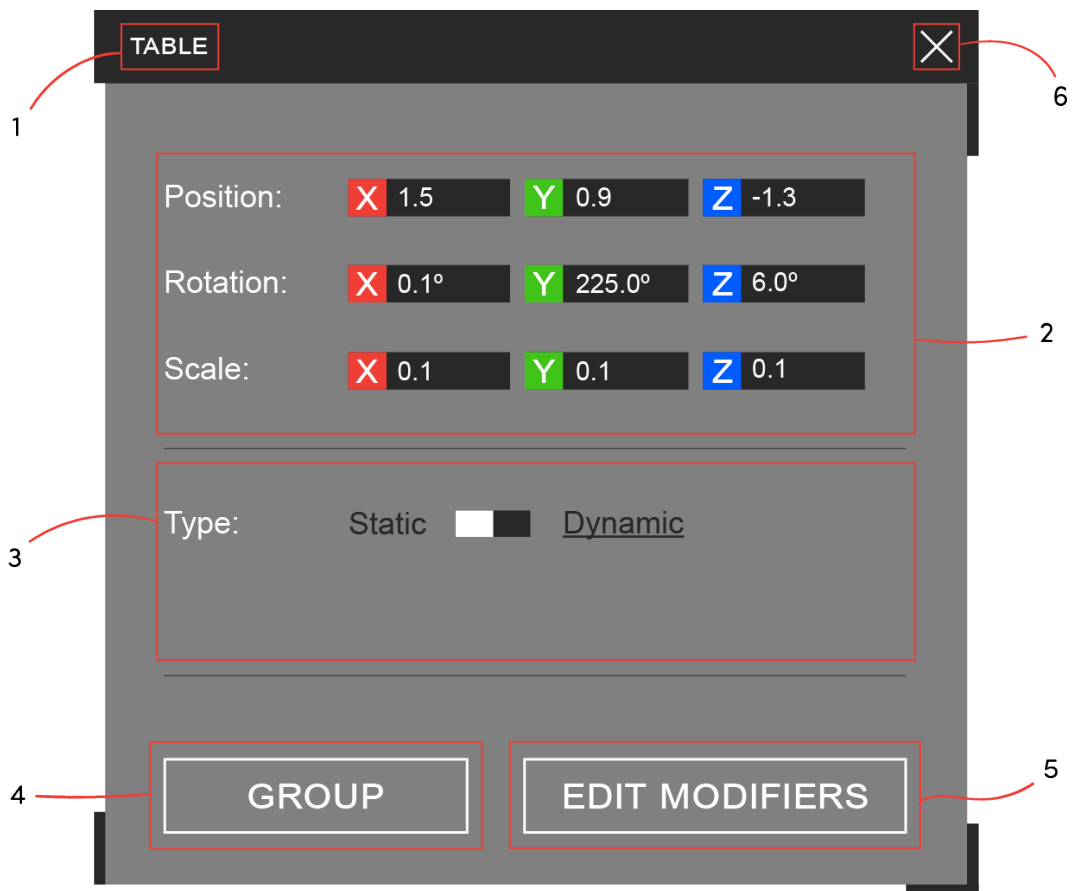 TABLE
6
1
Position: X 1.5 Y 0.9 Z -1.3
Rotation: X 0.1º Y 225.0º Z 6.0º
2
Scale: X 0.1 Y 0.1 Z 0.1
Type: Static Dynamic
3
4 GROUP EDIT MODIFIERS 5